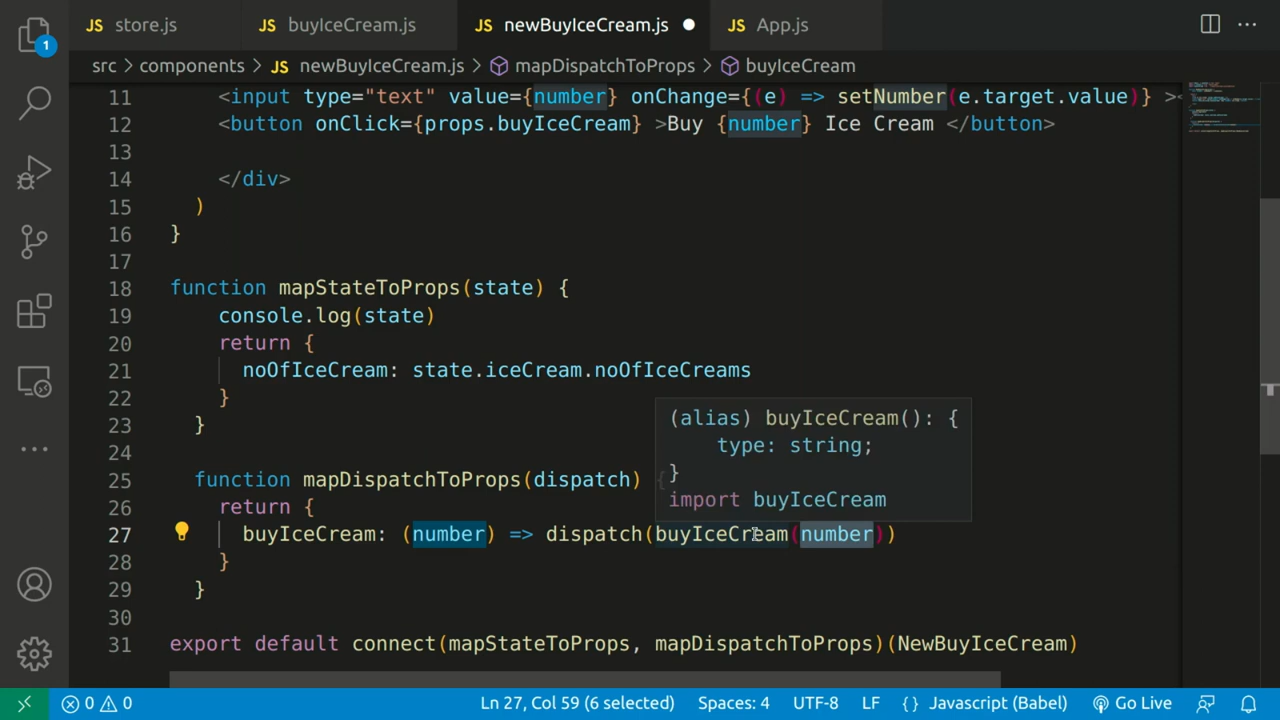 JS store.js JS buyIceCream.js JS newBuyIceCream.js JS App.js ...
1
src > components > JS newBuyIceCream.js > mapDispatchToProps > buyIceCream
11 <input type="text" value={number} onChange={(e) => setNumber(e.target.value)} ><
12 <button onClick={props.buyIceCream} >Buy {number} Ice Cream </button>
13
14 </div>
15 )
16 }
17
18 function mapStateToProps(state) {
19 console.log(state)
20 return {
21 noOfIceCream: state.iceCream.noOfIceCreams
22 }
23 }
24
25 function mapDispatchToProps(dispatch) {
26 return {
27 buyIceCream: (number) => dispatch(buyIceCream(number))
28 }
29 }
30
31 export default connect(mapStateToProps, mapDispatchToProps)(NewBuyIceCream)
(alias) buyIceCream(): {
type: string;
}
import buyIceCream
0 0 Ln 27, Col 59 (6 selected) Spaces: 4 UTF-8 LF {} Javascript (Babel) Go Live